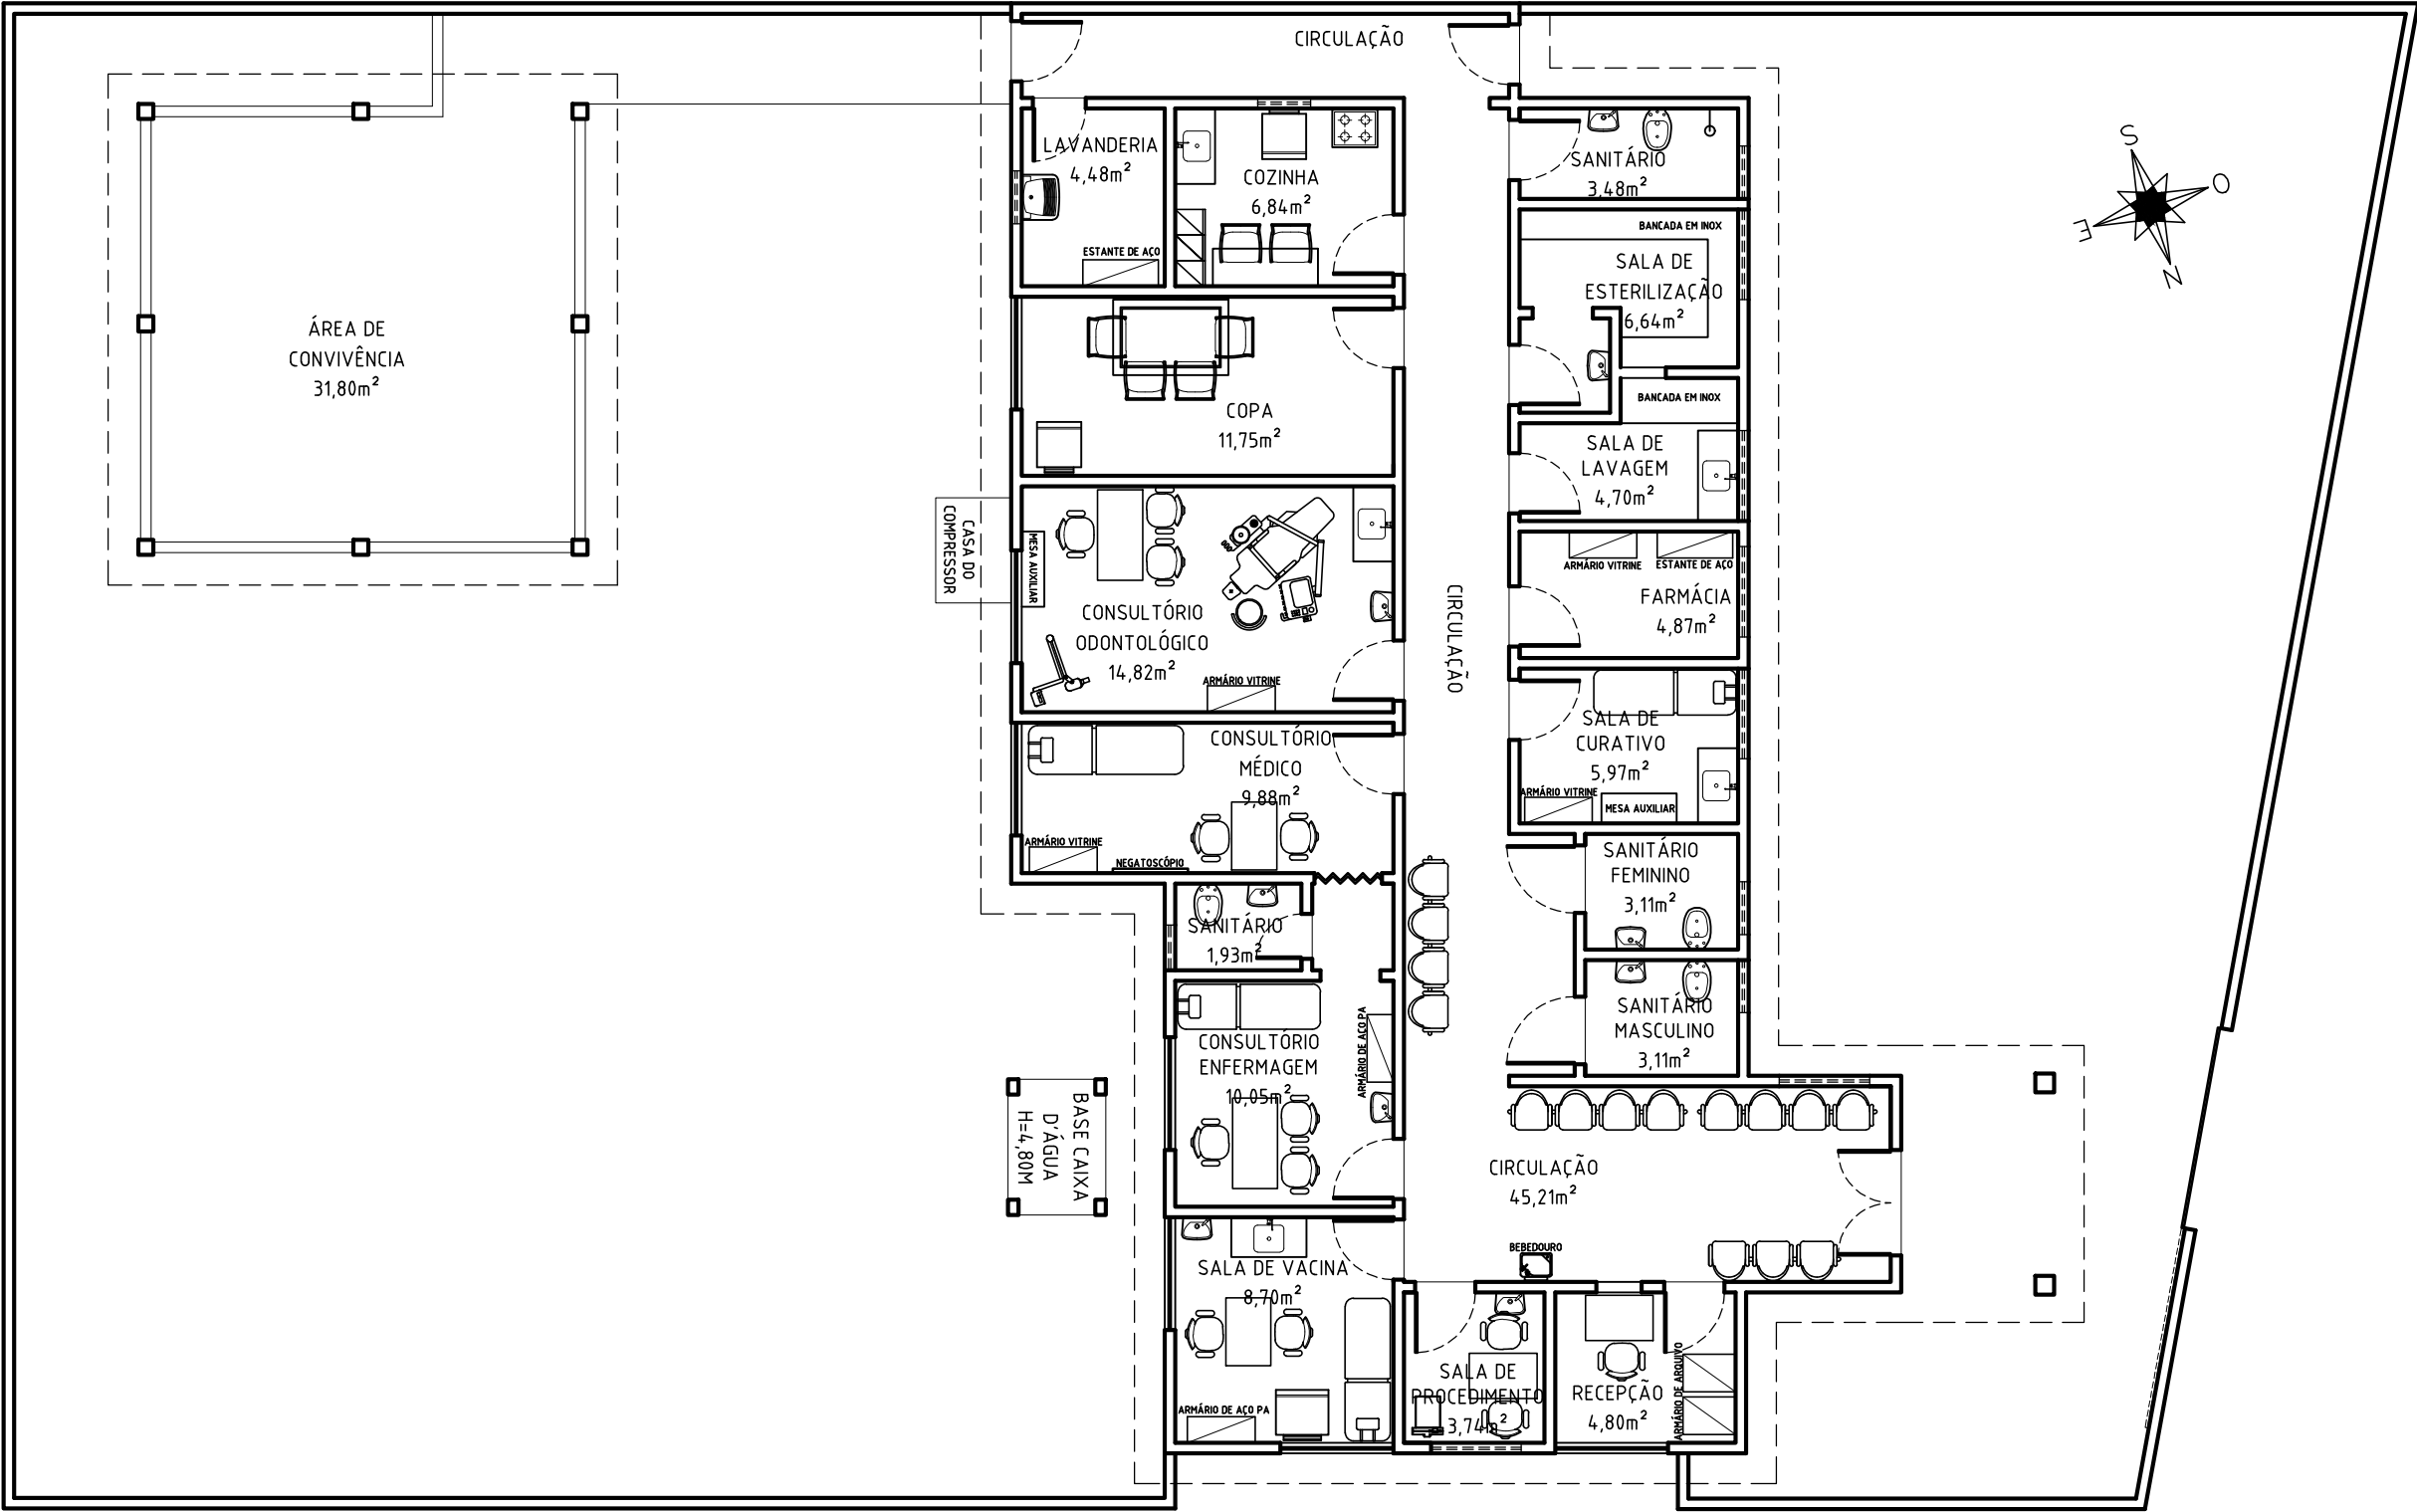 CIRCULAÇÃO
LAVANDERIA
4,48m²
ESTANTE DE AÇO
COZINHA
6,84m²
SANITÁRIO
3,48m²
S
O
E
N
BANCADA EM INOX
SALA DE
ESTERILIZAÇÃO
6,64m²
ÁREA DE
CONVIVÊNCIA
31,80m²
COPA
11,75m²
BANCADA EM INOX
SALA DE
LAVAGEM
4,70m²
CASA DO
COMPRESSOR
MESA AUXILIAR
CONSULTÓRIO
ODONTOLÓGICO
14,82m²
ARMÁRIO VITRINE
CIRCULAÇÃO
ARMÁRIO VITRINE
ESTANTE DE AÇO
FARMÁCIA
4,87m²
CONSULTÓRIO
MÉDICO
9,88m²
ARMÁRIO VITRINE
NEGATOSCÓPIO
SALA DE
CURATIVO
5,97m²
ARMÁRIO VITRINE
MESA AUXILIAR
SANITÁRIO
FEMININO
3,11m²
SANITÁRIO
1,93m²
SANITÁRIO
MASCULINO
3,11m²
CONSULTÓRIO
ENFERMAGEM
10,05m²
ARMÁRIO DE AÇO PA
BASE CAIXA
D'ÁGUA
H=4,80M
CIRCULAÇÃO
45,21m²
BEBEDOURO
SALA DE VACINA
8,70m²
ARMÁRIO DE AÇO PA
SALA DE
PROCEDIMENTO
3,74m²
RECEPÇÃO
4,80m²
ARMÁRIO DE ARQUIVO